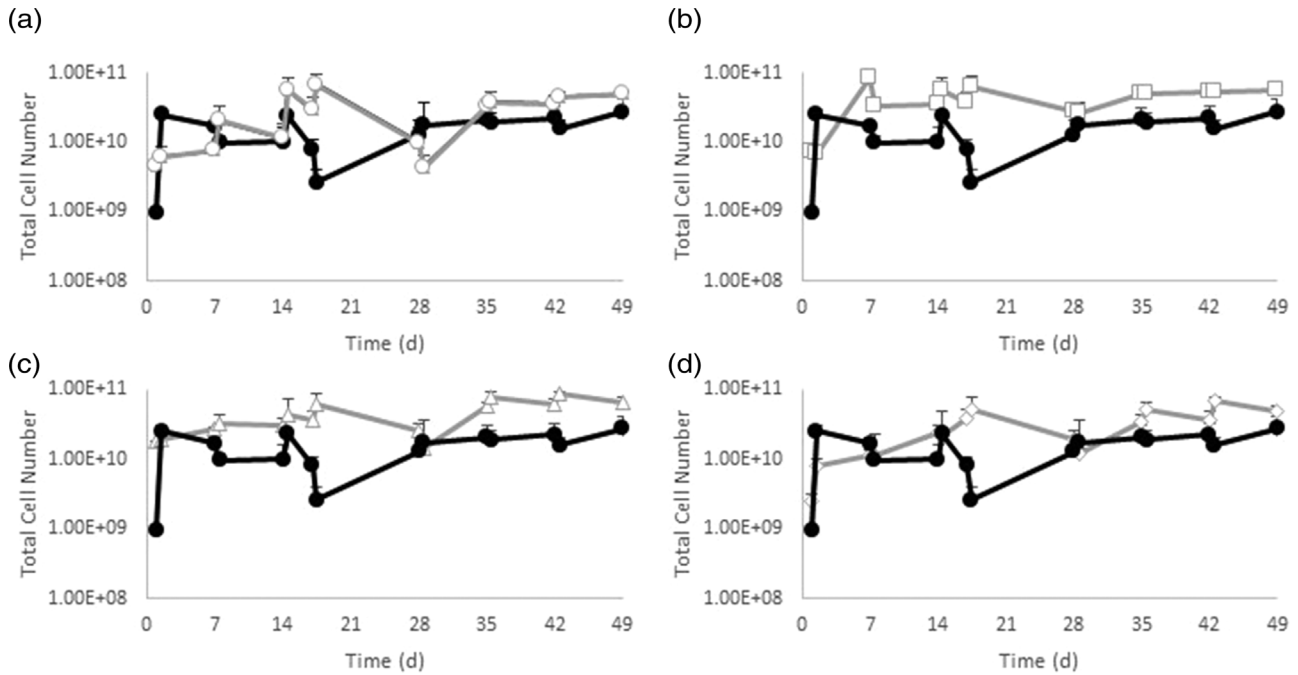 (a)
Total Cell Number
1.00E+11
1.00E+10
1.00E+09
1.00E+08
0 7 14 21 28 35 42 49
Time (d)
(b)
Total Cell Number
1.00E+11
1.00E+10
1.00E+09
1.00E+08
0 7 14 21 28 35 42 49
Time (d)
(c)
Total Cell Number
1.00E+11
1.00E+10
1.00E+09
1.00E+08
0 7 14 21 28 35 42 49
Time (d)
(d)
Total Cell Number
1.00E+11
1.00E+10
1.00E+09
1.00E+08
0 7 14 21 28 35 42 49
Time (d)